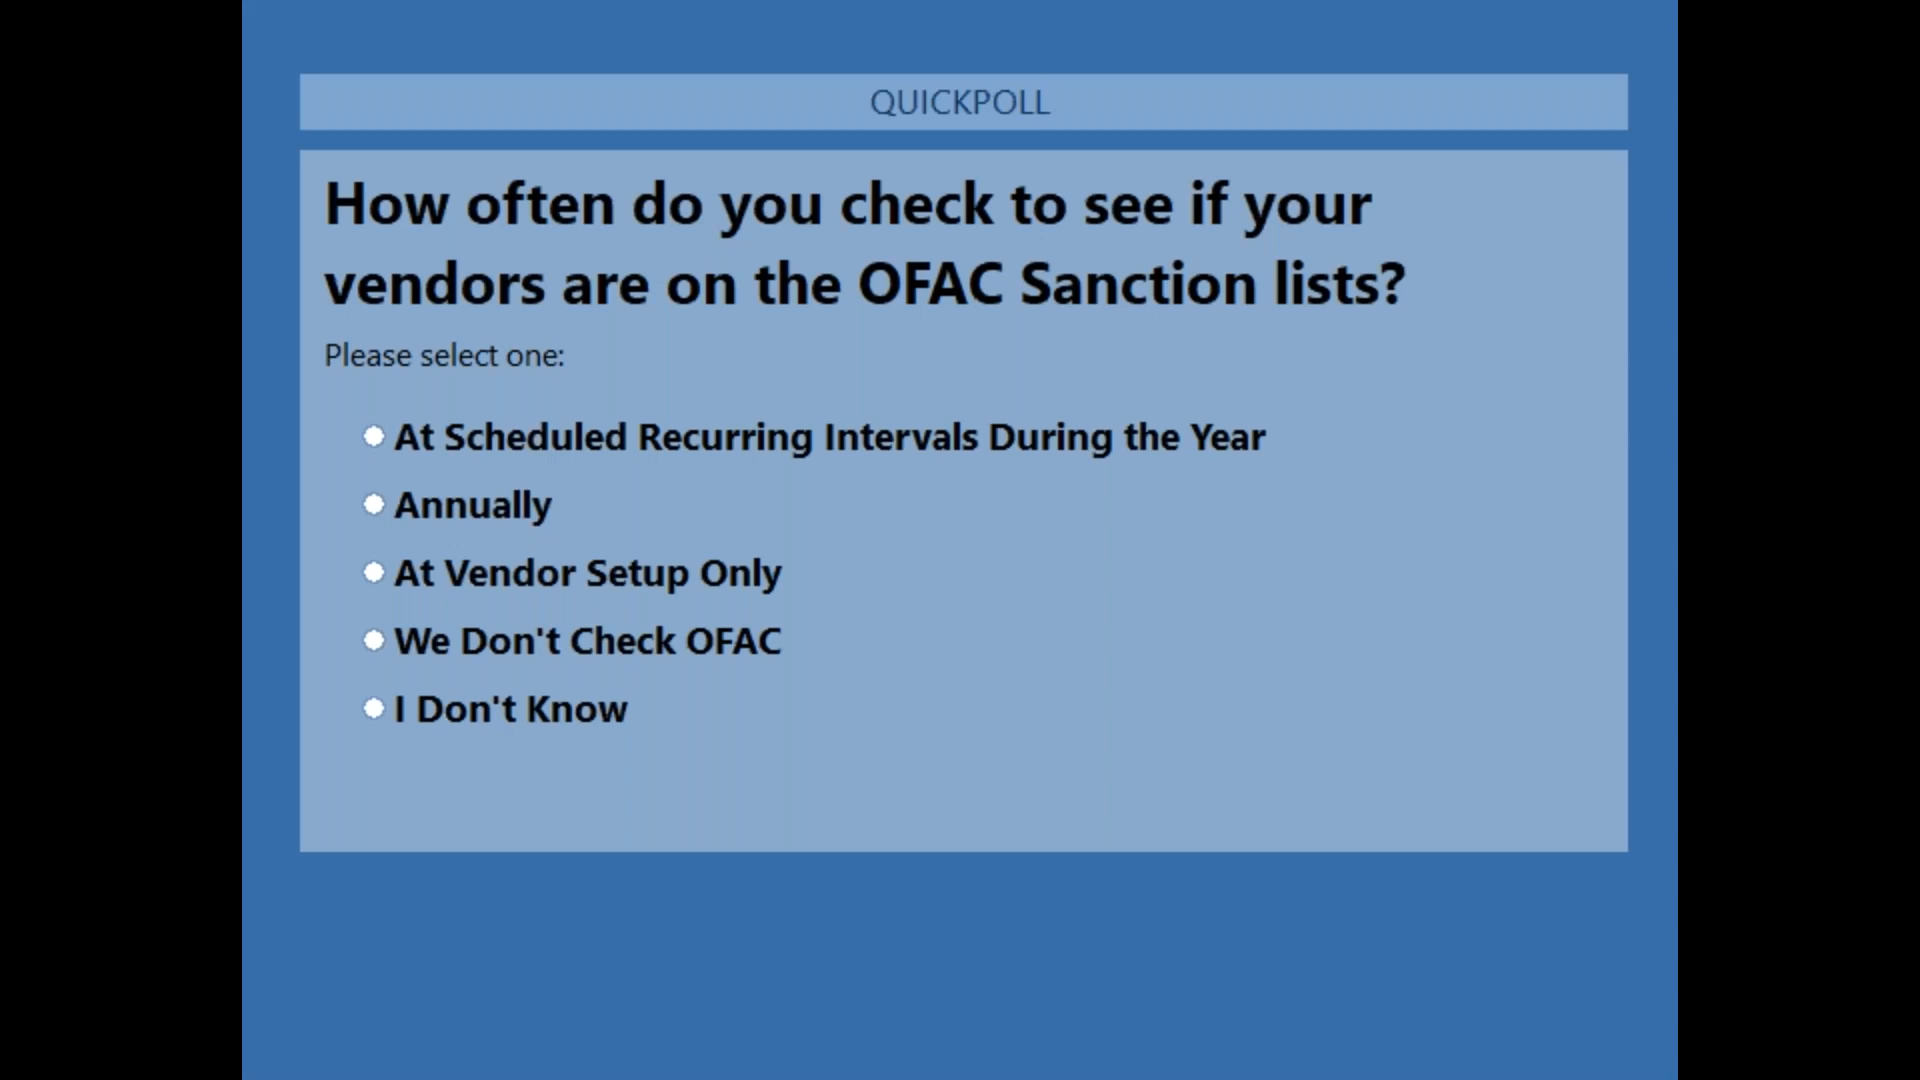 QUICKPOLL
How often do you check to see if your
vendors are on the OFAC Sanction lists?
Please select one:
At Scheduled Recurring Intervals During the Year
Annually
At Vendor Setup Only
We Don't Check OFAC
I Don't Know